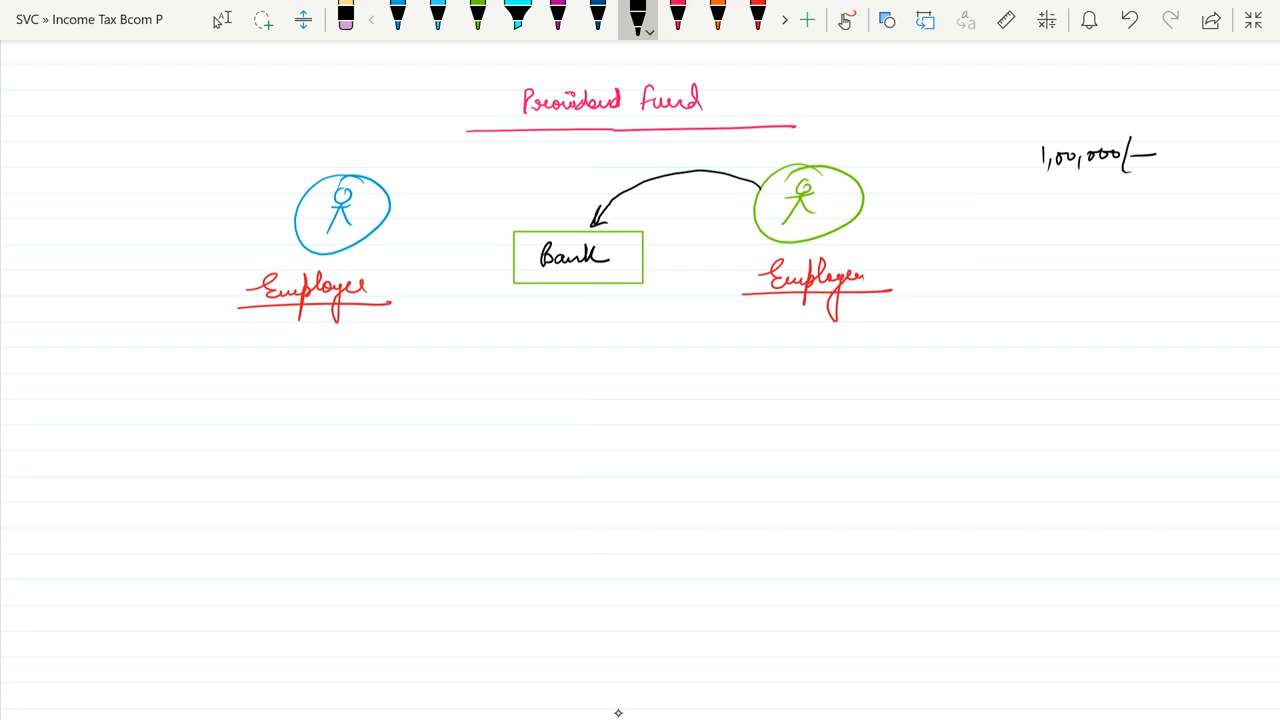 SVC » Income Tax Bcom P
Provident Fund
1,00,000/-
Bank
Employee
Employer